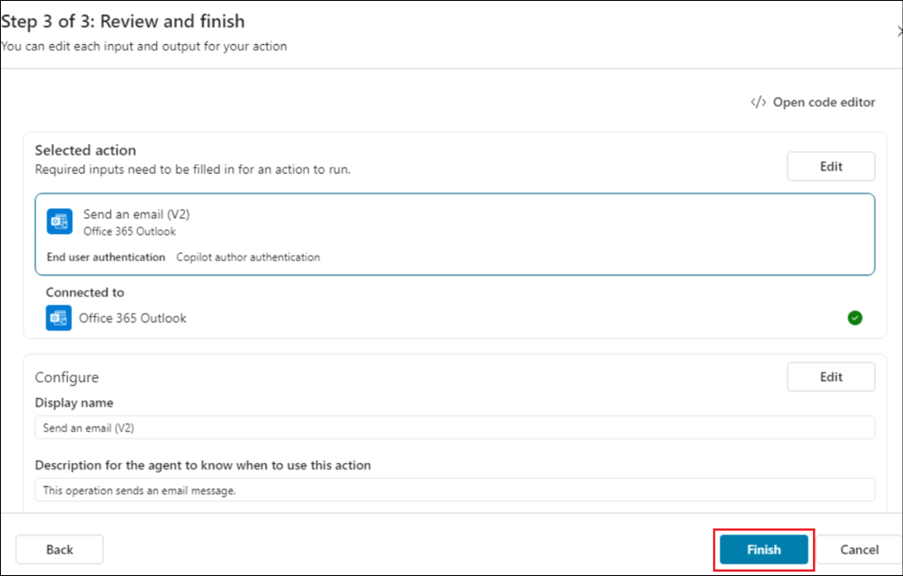 Step 3 of 3: Review and finish
You can edit each input and output for your action
</> Open code editor
Selected action
Required inputs need to be filled in for an action to run.
Edit
Send an email (V2)
Office 365 Outlook
End user authentication Copilot author authentication
Connected to
Office 365 Outlook
Configure
Edit
Display name
Send an email (V2)
Description for the agent to know when to use this action
This operation sends an email message.
Back
Finish
Cancel